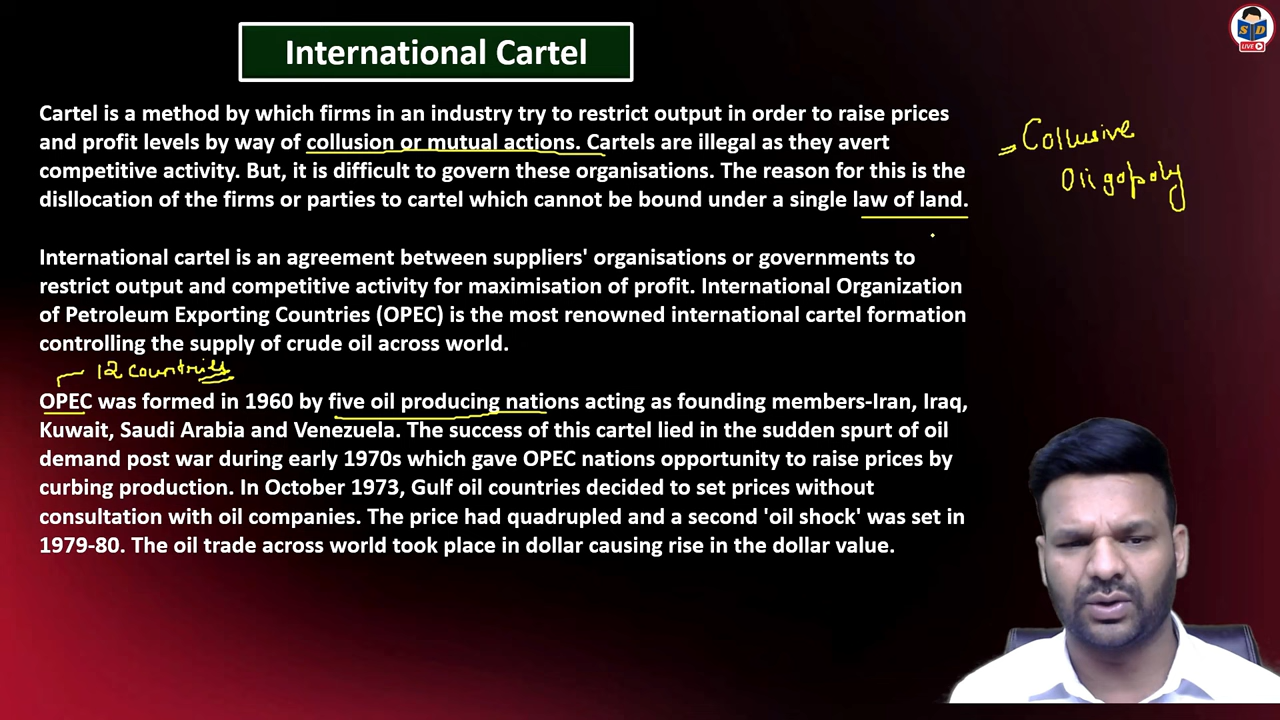 International Cartel
SD
LIVE
Cartel is a method by which firms in an industry try to restrict output in order to raise prices
and profit levels by way of collusion or mutual actions. Cartels are illegal as they avert
competitive activity. But, it is difficult to govern these organisations. The reason for this is the
dislocation of the firms or parties to cartel which cannot be bound under a single law of land.
= Collusive
Oligopoly
International cartel is an agreement between suppliers' organisations or governments to
restrict output and competitive activity for maximisation of profit. International Organization
of Petroleum Exporting Countries (OPEC) is the most renowned international cartel formation
controlling the supply of crude oil across world.
12 countries
OPEC was formed in 1960 by five oil producing nations acting as founding members-Iran, Iraq,
Kuwait, Saudi Arabia and Venezuela. The success of this cartel lied in the sudden spurt of oil
demand post war during early 1970s which gave OPEC nations opportunity to raise prices by
curbing production. In October 1973, Gulf oil countries decided to set prices without
consultation with oil companies. The price had quadrupled and a second 'oil shock' was set in
1979-80. The oil trade across world took place in dollar causing rise in the dollar value.